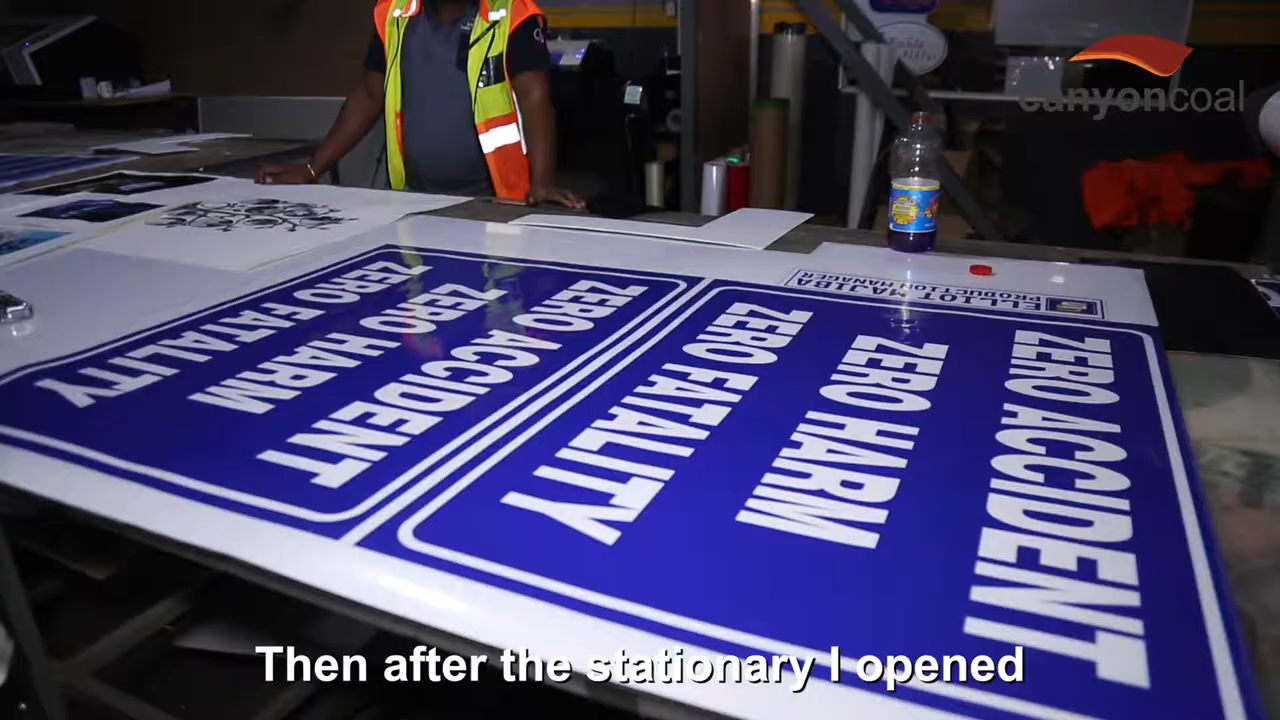 canyoncoal
ELLIOT MAJIBA
PRODUCTION MANAGER
ZERO ACCIDENT
ZERO HARM
ZERO FATALITY
ZERO ACCIDENT
ZERO HARM
ZERO FATALITY
Then after the stationary I opened